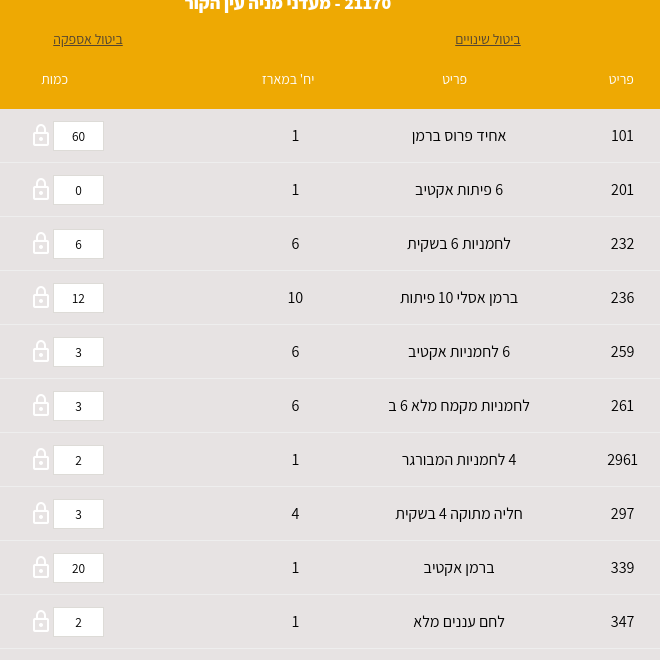 21170 - מעדני מניה עין הקור
ביטול שינויים ביטול אספקה
פריט פריט יח' במארז כמות
101 אחיד פרוס ברמן 1 60
201 6 פיתות אקטיב 1 0
232 לחמניות 6 בשקית 6 6
236 ברמן אסלי 10 פיתות 10 12
259 6 לחמניות אקטיב 6 3
261 לחמניות מקמח מלא 6 ב 6 3
2961 4 לחמניות המבורגר 1 2
297 חליה מתוקה 4 בשקית 4 3
339 ברמן אקטיב 1 20
347 לחם עננים מלא 1 2